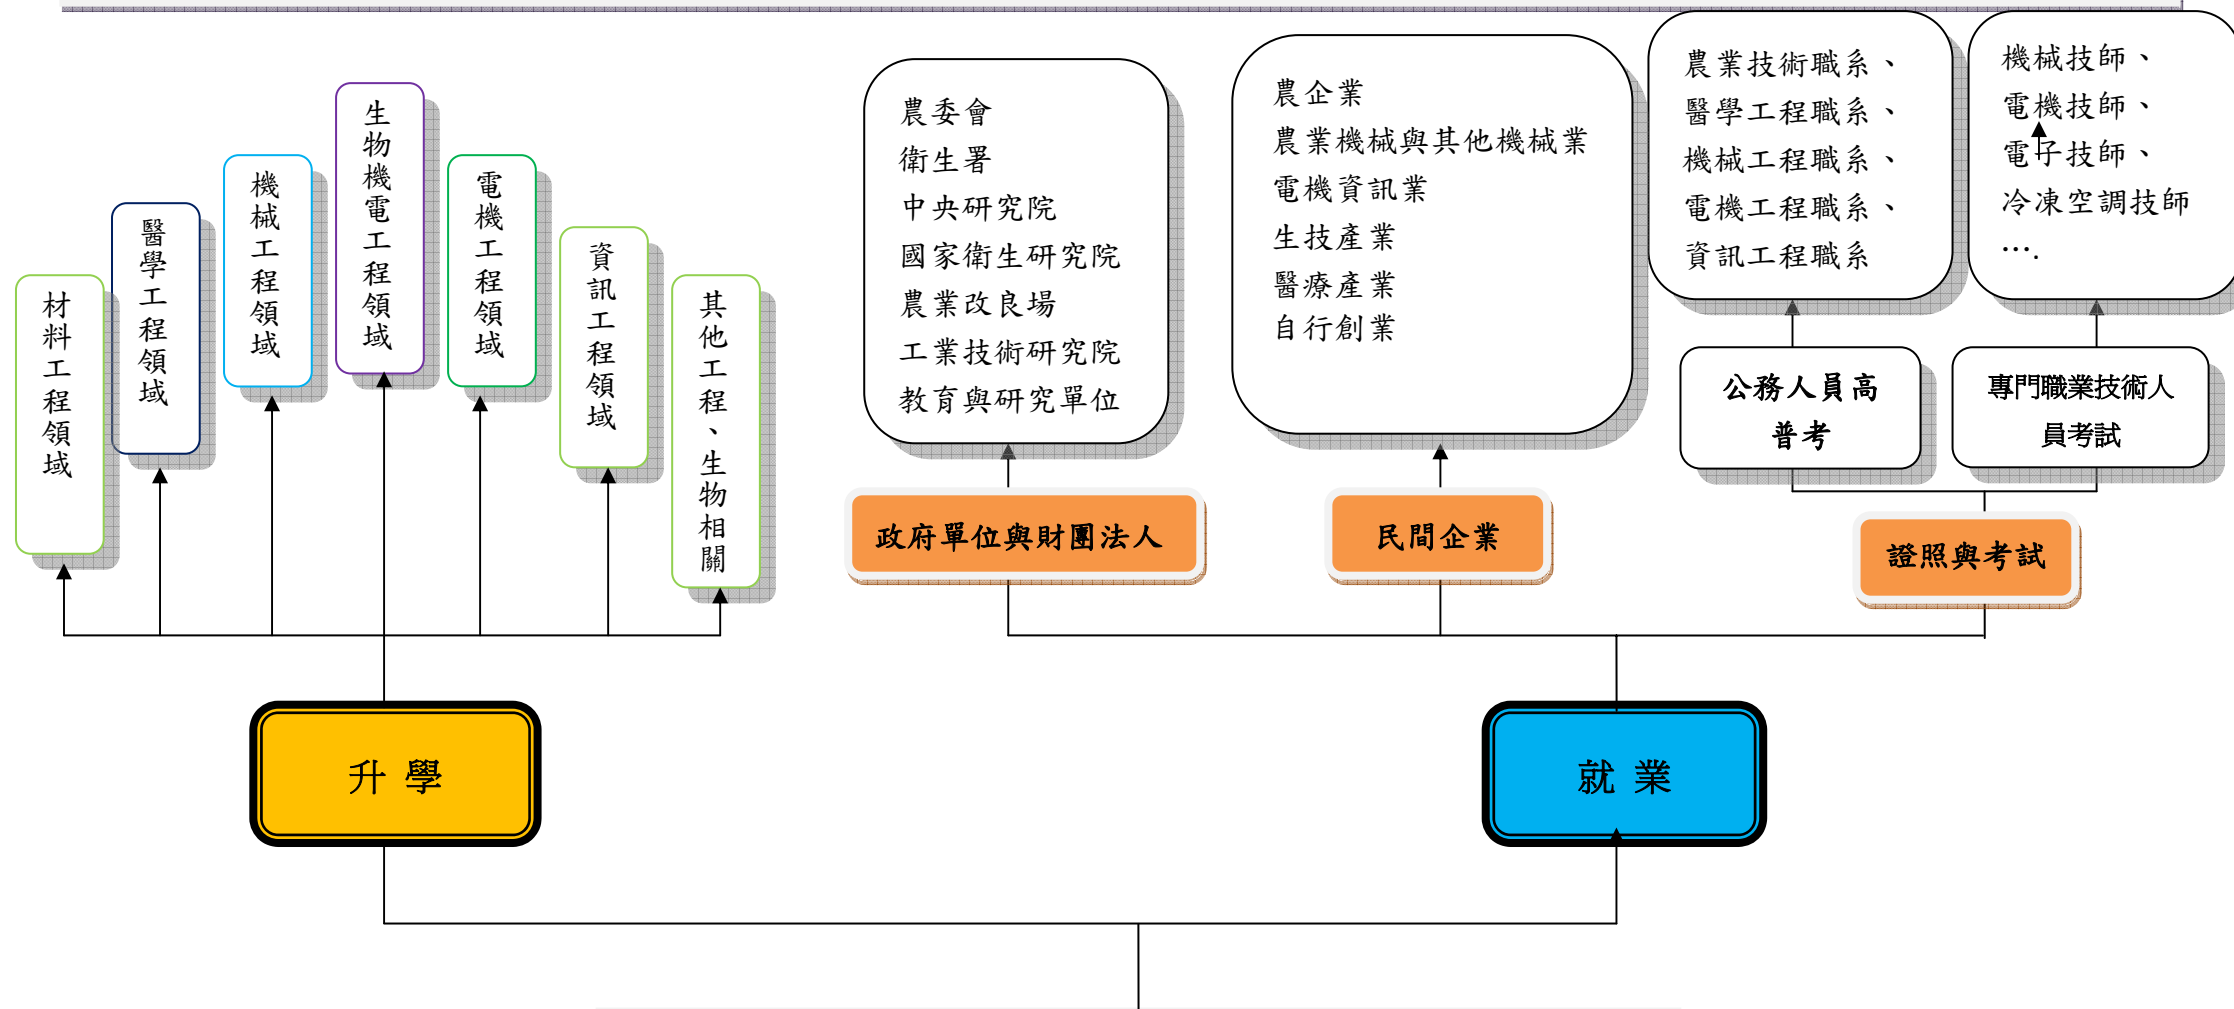 材料工程領域
醫學工程領域
機械工程領域
生物機電工程領域
電機工程領域
資訊工程領域
其他工程、生物相關
農委會
衛生署
中央研究院
國家衛生研究院
農業改良場
工業技術研究院
教育與研究單位
農企業
農業機械與其他機械業
電機資訊業
生技產業
醫療產業
自行創業
農業技術職系、
醫學工程職系、
機械工程職系、
電機工程職系、
資訊工程職系
機械技師、
電機技師、
電子技師、
冷凍空調技師
….
公務人員高
普考
專門職業技術人
員考試
政府單位與財團法人
民間企業
證照與考試
升 學
就 業